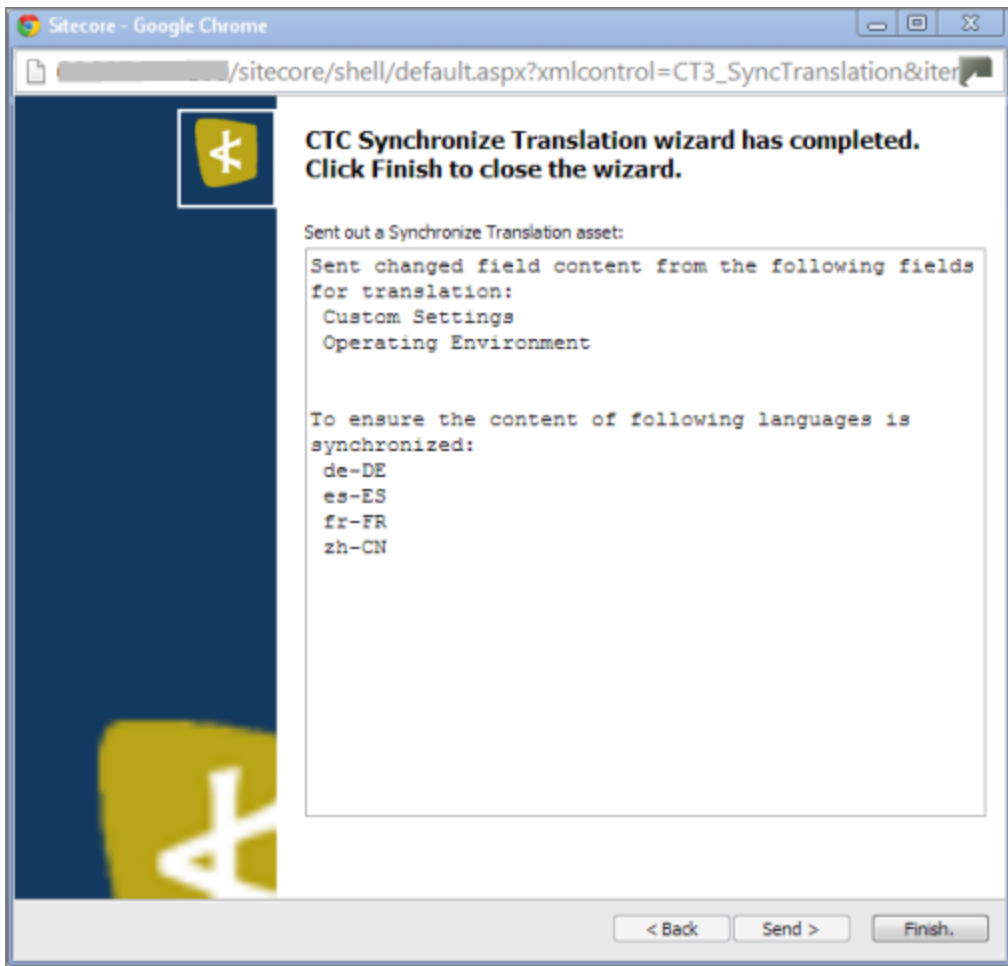 Sitecore - Google Chrome
/sitecore/shell/default.aspx?xmlcontrol=CT3_SyncTranslation&iter
CTC Synchronize Translation wizard has completed.
Click Finish to close the wizard.
Sent out a Synchronize Translation asset:
Sent changed field content from the following fields
for translation:
Custom Settings
Operating Environment
To ensure the content of following languages is
synchronized:
de-DE
es-ES
fr-FR
zh-CN
< Back
Send >
Finish.